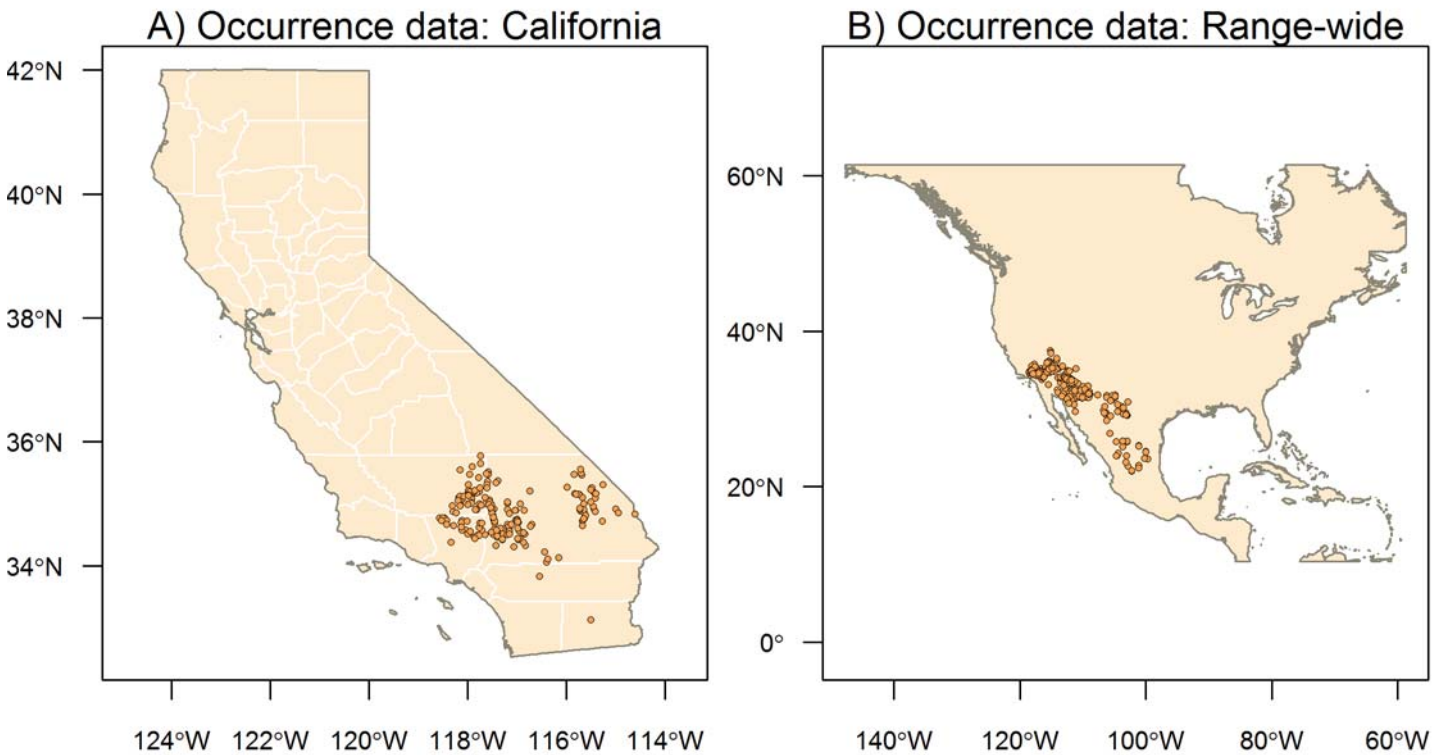 A) Occurrence data: California
42°N
40°N
38°N
36°N
34°N
124°W 122°W 120°W 118°W 116°W 114°W
B) Occurrence data: Range-wide
60°N
40°N
20°N
0°
140°W 120°W 100°W 80°W 60°W